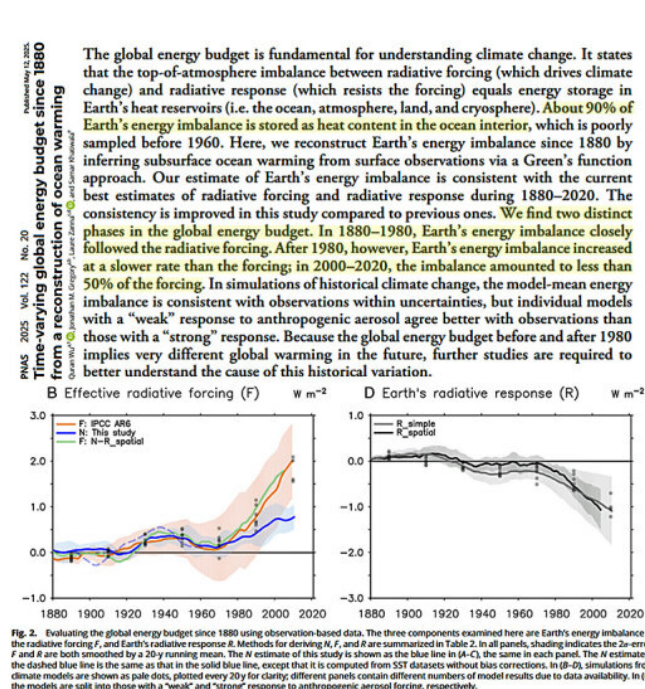 Published May 12, 2025.
PNAS 2025 Vol. 122 No. 20
Time-varying global energy budget since 1880
from a reconstruction of ocean warming
Quran Wu, Jonathan M. Gregory, Laure Zanna, and Samar Khatiwala
The global energy budget is fundamental for understanding climate change. It states
that the top-of-atmosphere imbalance between radiative forcing (which drives climate
change) and radiative response (which resists the forcing) equals energy storage in
Earth's heat reservoirs (i.e. the ocean, atmosphere, land, and cryosphere). About 90% of
Earth's energy imbalance is stored as heat content in the ocean interior, which is poorly
sampled before 1960. Here, we reconstruct Earth's energy imbalance since 1880 by
inferring subsurface ocean warming from surface observations via a Green's function
approach. Our estimate of Earth's energy imbalance is consistent with the current
best estimates of radiative forcing and radiative response during 1880–2020. The
consistency is improved in this study compared to previous ones. We find two distinct
phases in the global energy budget. In 1880–1980, Earth's energy imbalance closely
followed the radiative forcing. After 1980, however, Earth's energy imbalance increased
at a slower rate than the forcing; in 2000–2020, the imbalance amounted to less than
50% of the forcing. In simulations of historical climate change, the model-mean energy
imbalance is consistent with observations within uncertainties, but individual models
with a "weak" response to anthropogenic aerosol agree better with observations than
those with a "strong" response. Because the global energy budget before and after 1980
implies very different global warming in the future, further studies are required to
better understand the cause of this historical variation.
B Effective radiative forcing (F) W m-2
3.0
2.0
1.0
0.0
−1.0
F: IPCC AR6
N: This study
F: N−R_spatial
1880 1900 1920 1940 1960 1980 2000 2020
D Earth's radiative response (R) W m-2
1.0
0.0
−1.0
−2.0
−3.0
R_simple
R_spatial
1880 1900 1920 1940 1960 1980 2000 2020
Fig. 2. Evaluating the global energy budget since 1880 using observation-based data. The three components examined here are Earth's energy imbalance
the radiative forcing F, and Earth's radiative response R. Methods for deriving N, F, and R are summarized in Table 2. In all panels, shading indicates the 2σ-erro
F and R are both smoothed by a 20-y running mean. The N estimate of this study is shown as the blue line in (A–C), the same in each panel. The N estimate
the dashed blue line is the same as that in the solid blue line, except that it is computed from SST datasets without bias corrections. In (B–D), simulations fro
climate models are shown as pale dots, plotted every 20 y for clarity; different panels contain different numbers of model results due to data availability. In (
the models are split into those with a "weak" and "strong" response to anthropogenic aerosol forcing, respectively.